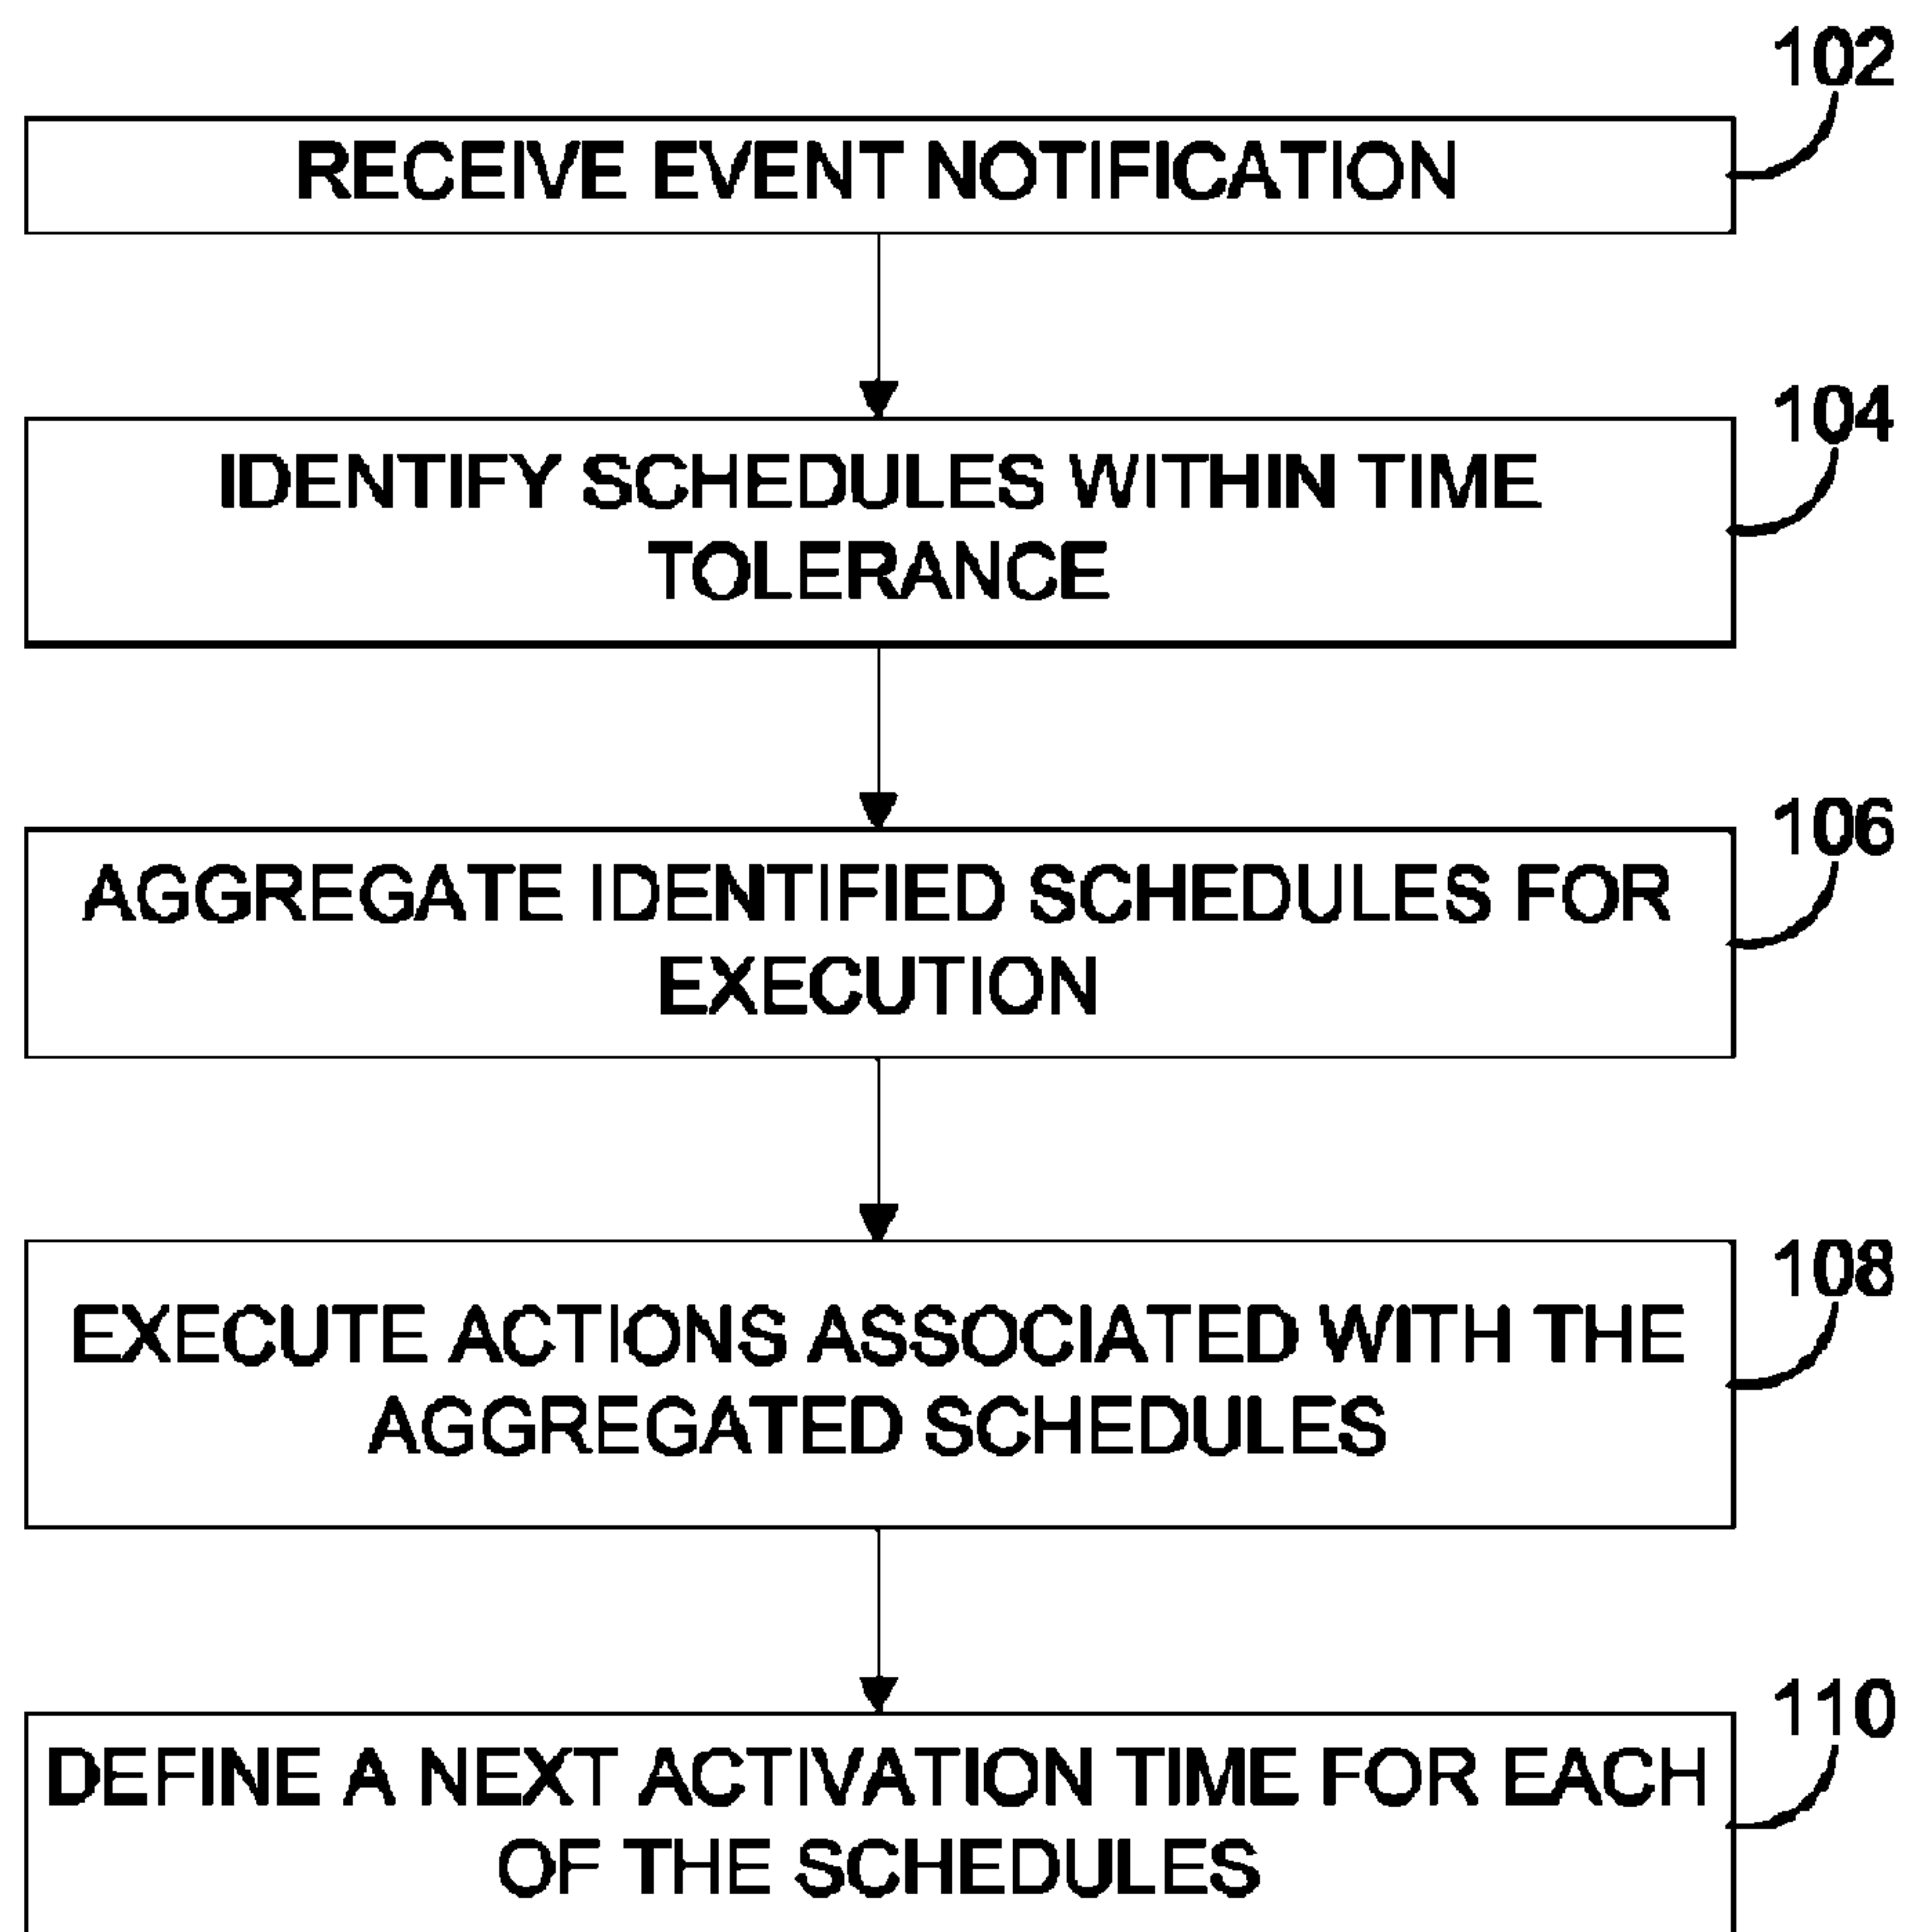 102
RECEIVE EVENT NOTIFICATION
104
IDENTIFY SCHEDULES WITHIN TIME
TOLERANCE
106
AGGREGATE IDENTIFIED SCHEDULES FOR
EXECUTION
108
EXECUTE ACTIONS ASSOCIATED WITH THE
AGGREGATED SCHEDULES
110
DEFINE A NEXT ACTIVATION TIME FOR EACH
OF THE SCHEDULES